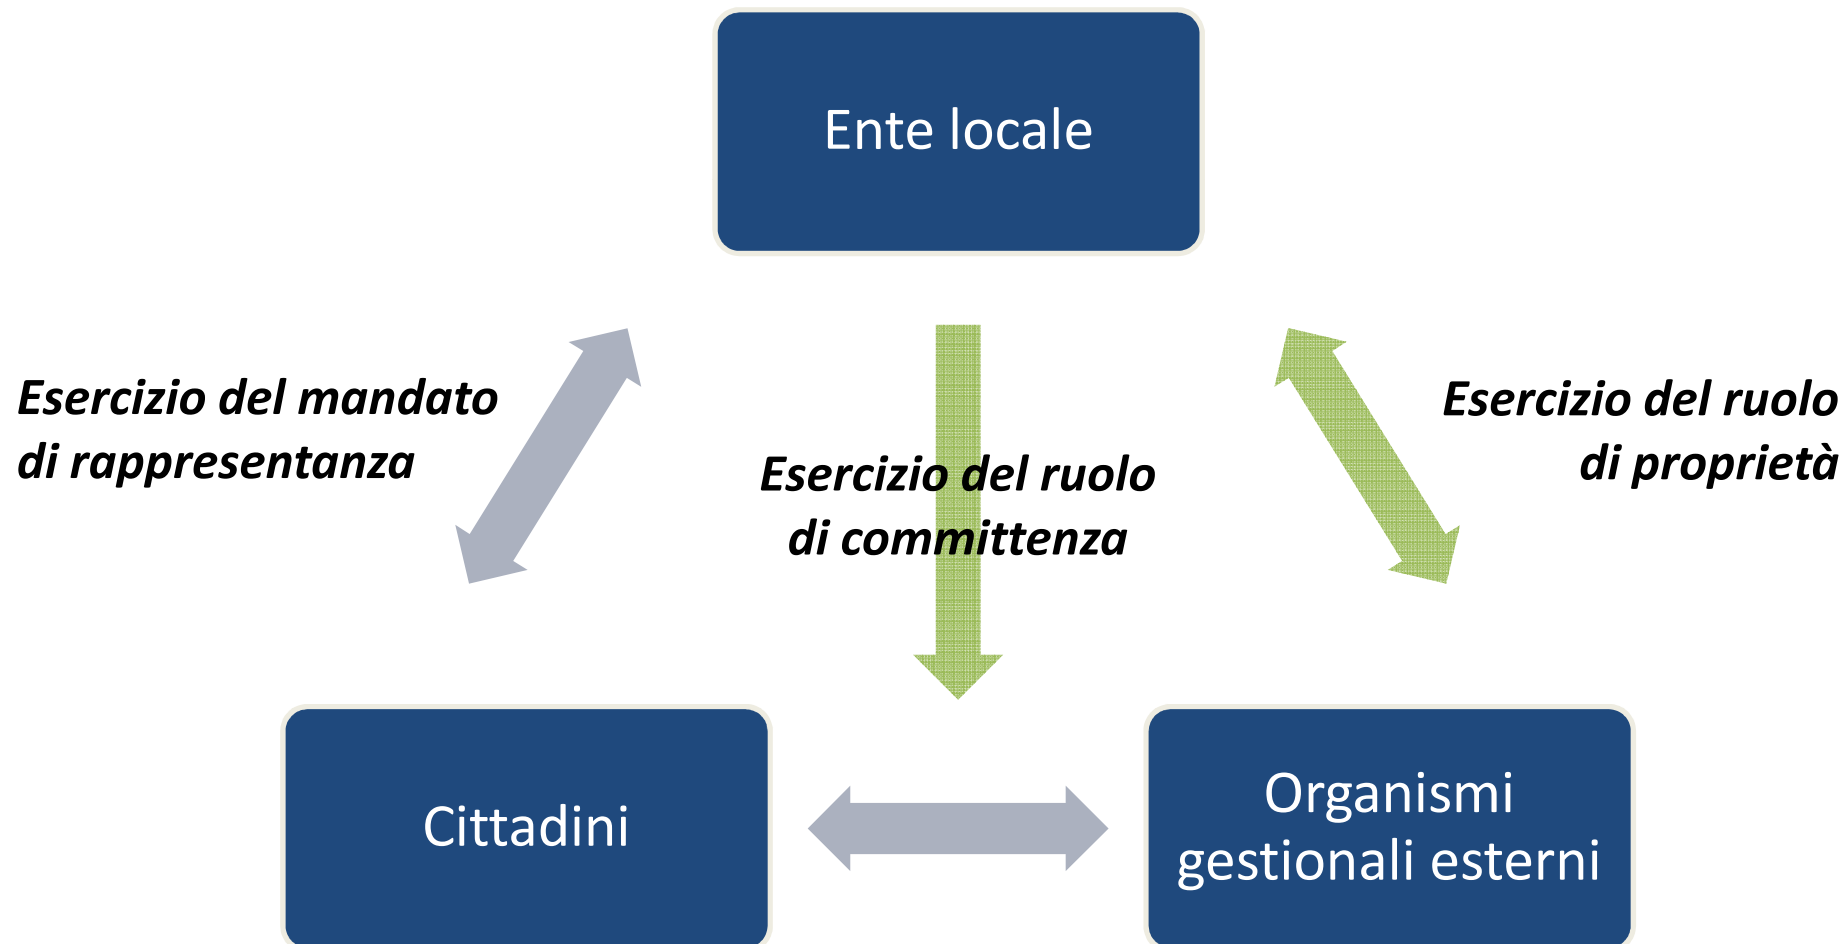 Ente locale
Esercizio del mandato
di rappresentanza
Esercizio del ruolo
di committenza
Esercizio del ruolo
di proprietà
Cittadini
Organismi
gestionali esterni